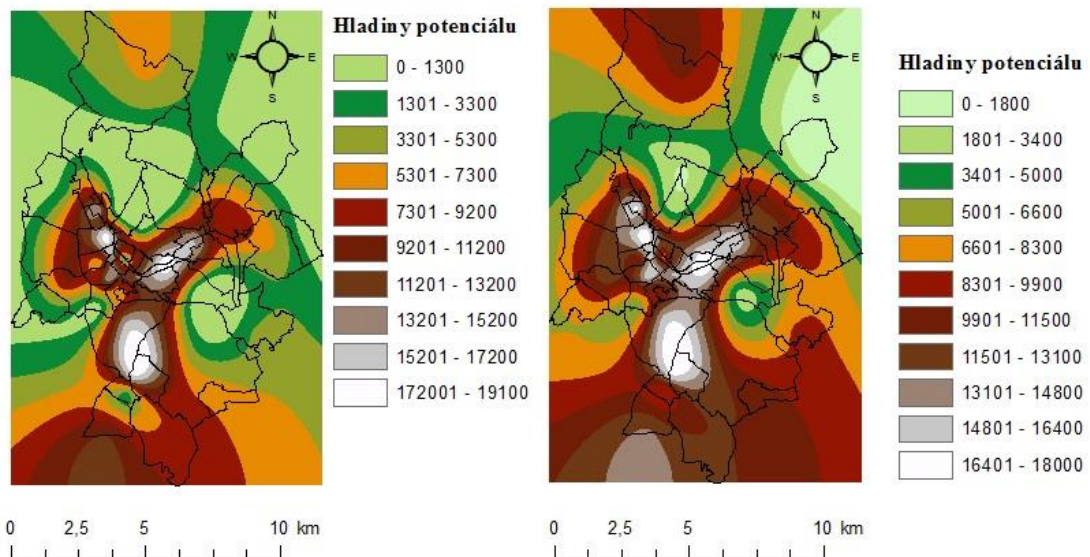 Hladiny potenciálu
N
W E
S
0 - 1300
1301 - 3300
3301 - 5300
5301 - 7300
7301 - 9200
9201 - 11200
11201 - 13200
13201 - 15200
15201 - 17200
172001 - 19100
0 2,5 5 10 km
Hladiny potenciálu
N
W E
S
0 - 1800
1801 - 3400
3401 - 5000
5001 - 6600
6601 - 8300
8301 - 9900
9901 - 11500
11501 - 13100
13101 - 14800
14801 - 16400
16401 - 18000
0 2,5 5 10 km